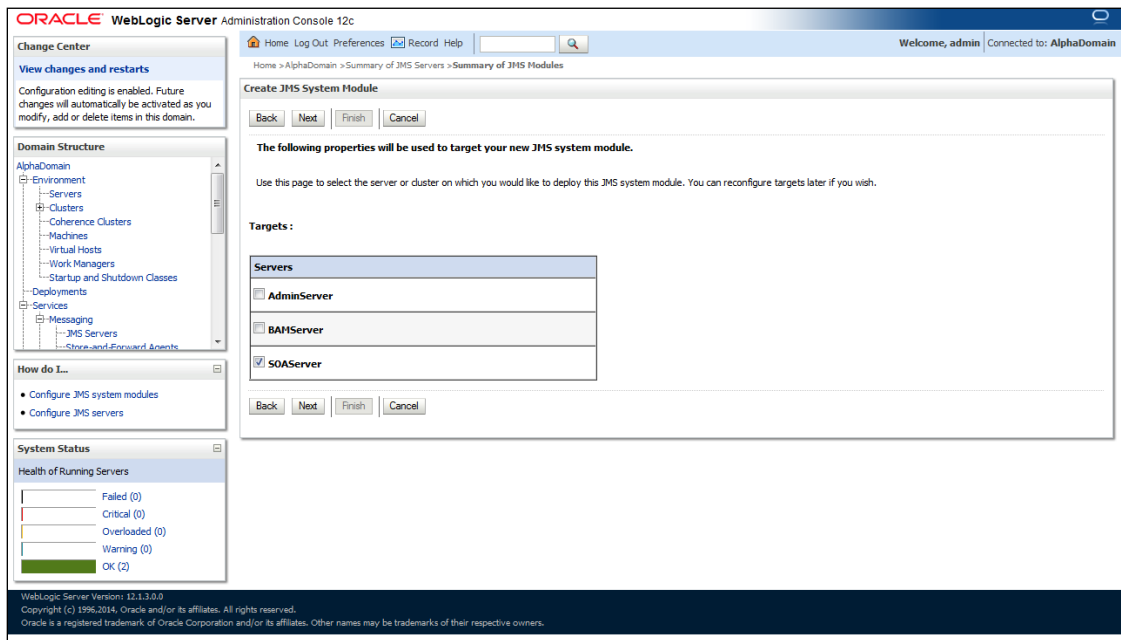 ORACLE WebLogic Server Administration Console 12c
Change Center
View changes and restarts
Configuration editing is enabled. Future
changes will automatically be activated as you
modify, add or delete items in this domain.
Domain Structure
AlphaDomain
Environment
Servers
Clusters
Coherence Clusters
Machines
Virtual Hosts
Work Managers
Startup and Shutdown Classes
Deployments
Services
Messaging
JMS Servers
Store-and-Forward Agents
How do I...
Configure JMS system modules
Configure JMS servers
System Status
Health of Running Servers
Failed (0)
Critical (0)
Overloaded (0)
Warning (0)
OK (2)
Home Log Out Preferences Record Help
Welcome, admin Connected to: AlphaDomain
Home >AlphaDomain >Summary of JMS Servers >Summary of JMS Modules
Create JMS System Module
Back Next Finish Cancel
The following properties will be used to target your new JMS system module.
Use this page to select the server or cluster on which you would like to deploy this JMS system module. You can reconfigure targets later if you wish.
Targets :
Servers
AdminServer
BAMServer
SOAServer
Back Next Finish Cancel
WebLogic Server Version: 12.1.3.0.0
Copyright (c) 1996,2014, Oracle and/or its affiliates. All rights reserved.
Oracle is a registered trademark of Oracle Corporation and/or its affiliates. Other names may be trademarks of their respective owners.